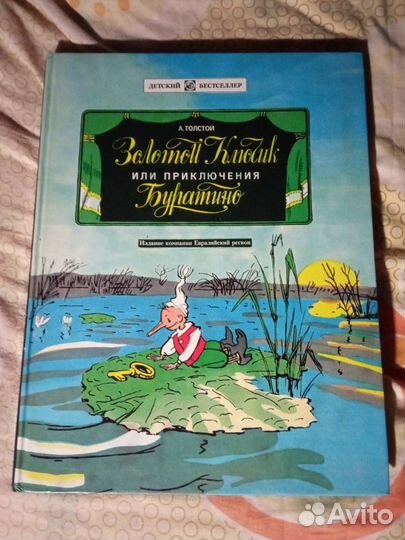 ДЕТСКИЙ БЕСТСЕЛЛЕР
А. ТОЛСТОЙ
Золотой Ключик
ИЛИ ПРИКЛЮЧЕНИЯ
Буратино
Издание компании Евразийский регион
Avito